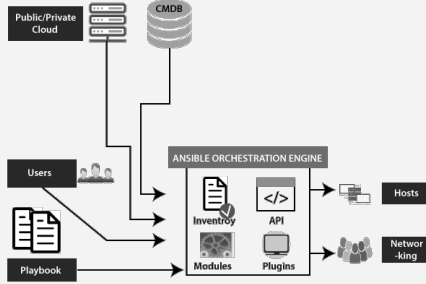 Public/Private
Cloud
CMDB
ANSIBLE ORCHESTRATION ENGINE
Users
</>
Hosts
Inventroy
API
Networ
-king
Modules
Plugins
Playbook